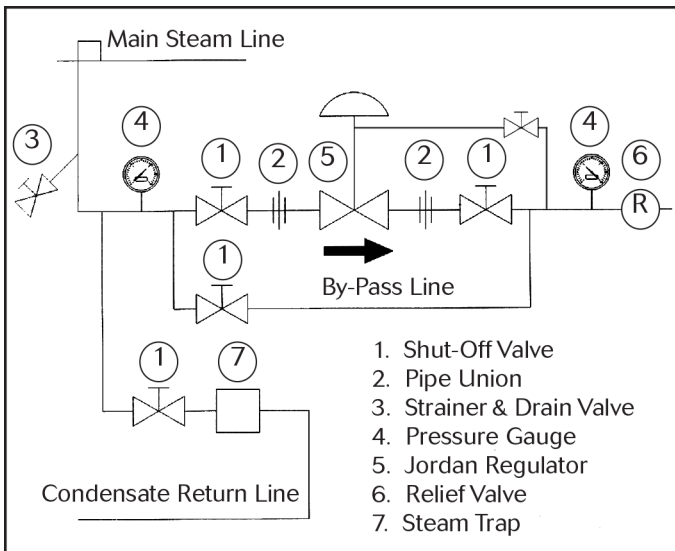 Main Steam Line
3
4
1
2
5
2
1
4
6
R
1
By-Pass Line
1
7
Condensate Return Line
1. Shut-Off Valve
2. Pipe Union
3. Strainer & Drain Valve
4. Pressure Gauge
5. Jordan Regulator
6. Relief Valve
7. Steam Trap